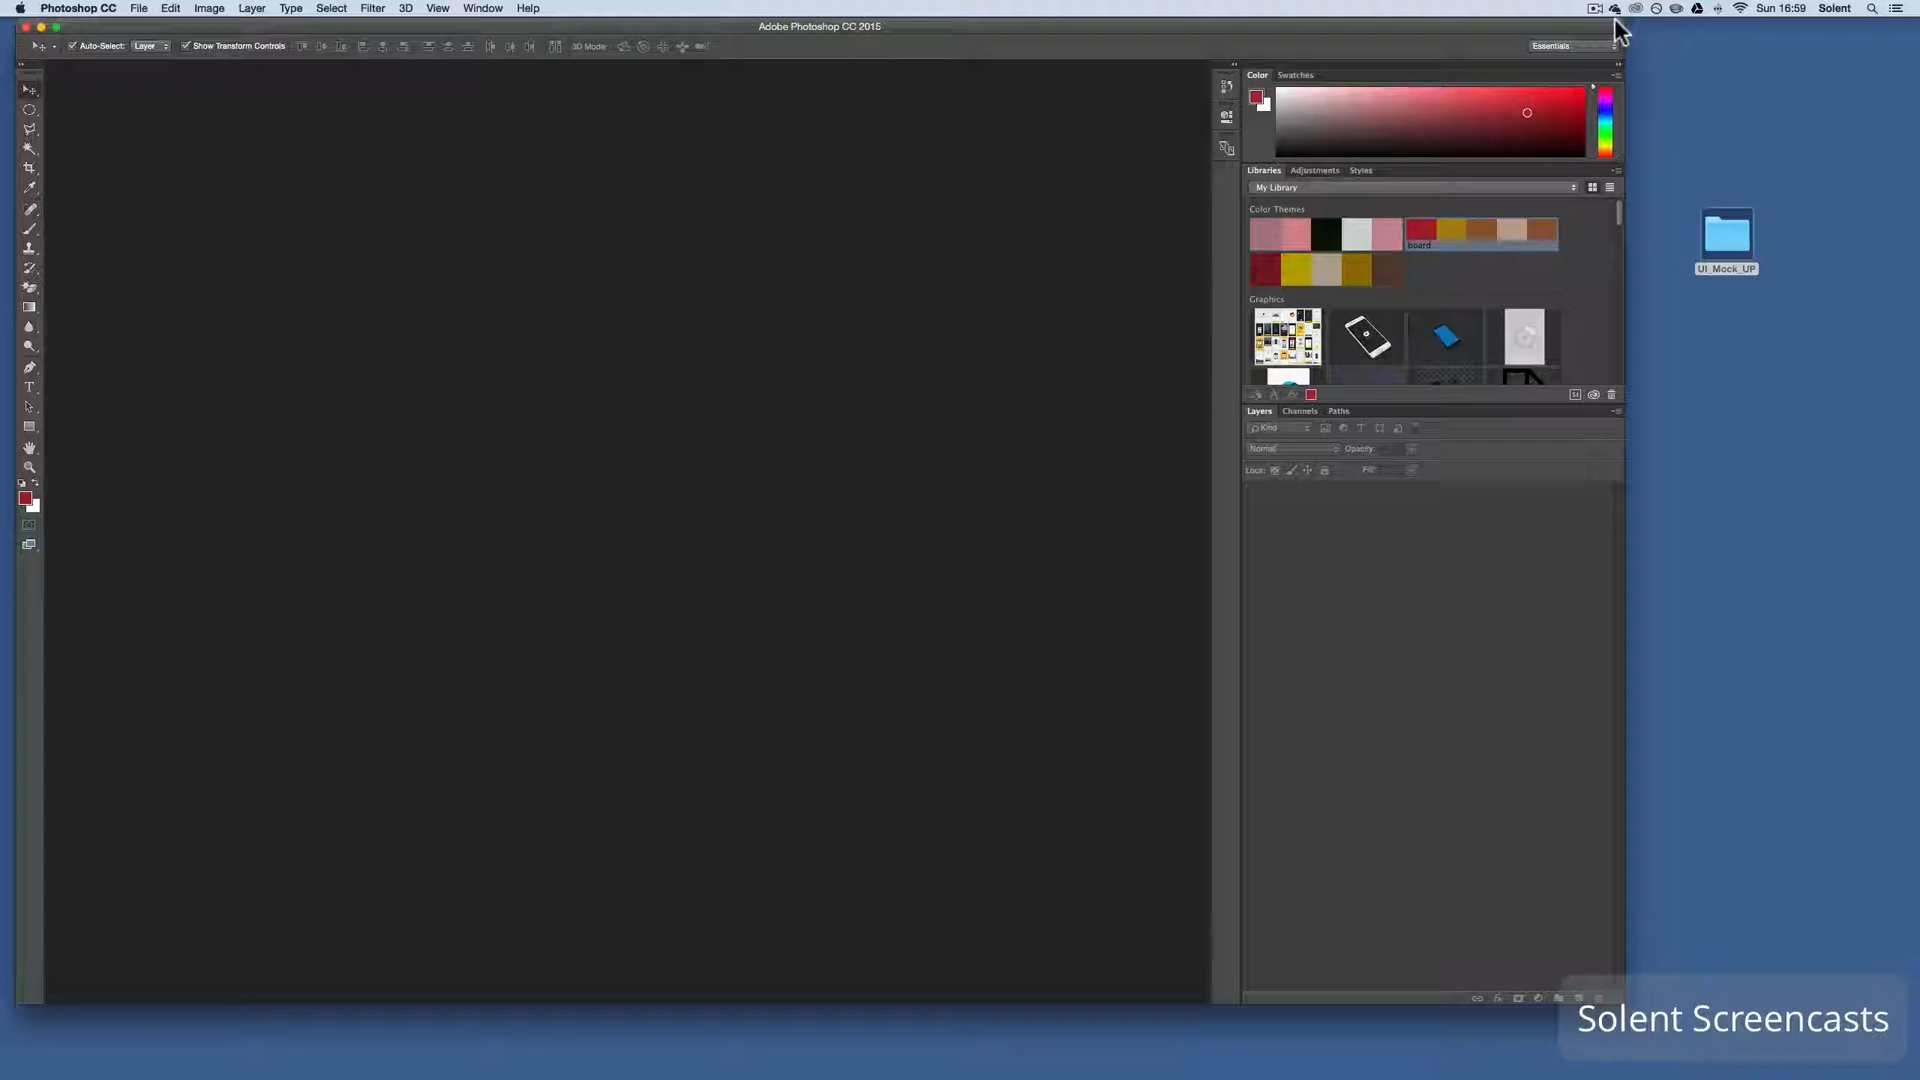 Photoshop CC File Edit Image Layer Type Select Filter 3D View Window Help Sun 16:59 Solent
Adobe Photoshop CC 2015
Auto-Select: Layer Show Transform Controls 3D Mode: Essentials
Color Swatches
Libraries Adjustments Styles
My Library
Color Themes
board
UI_Mock_UP
Graphics
Layers Channels Paths
Kind
Normal Opacity:
Lock: Fill:
Solent Screencasts